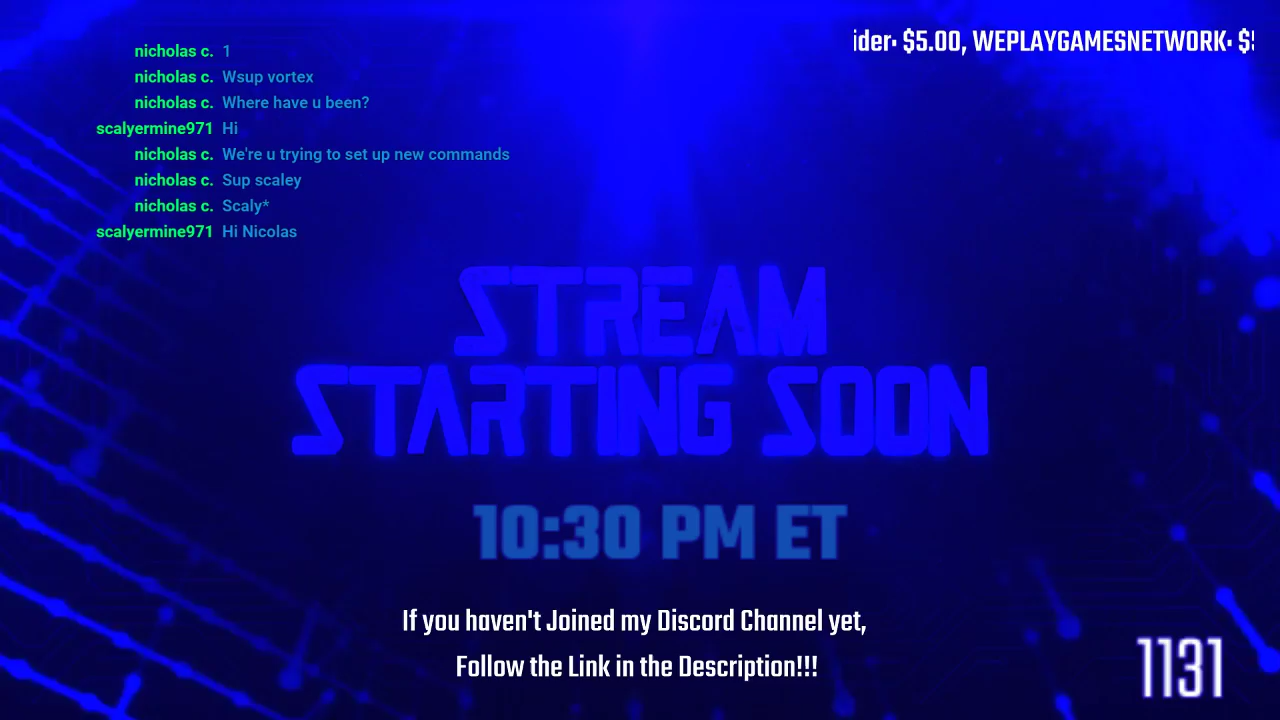 ider: $5.00, WEPLAYGAMESNETWORK: $
nicholas c. 1
nicholas c. Wsup vortex
nicholas c. Where have u been?
scalyermine971 Hi
nicholas c. We're u trying to set up new commands
nicholas c. Sup scaley
nicholas c. Scaly*
scalyermine971 Hi Nicolas
STREAM
STARTING SOON
10:30 PM ET
If you haven't Joined my Discord Channel yet,
Follow the Link in the Description!!!
1131